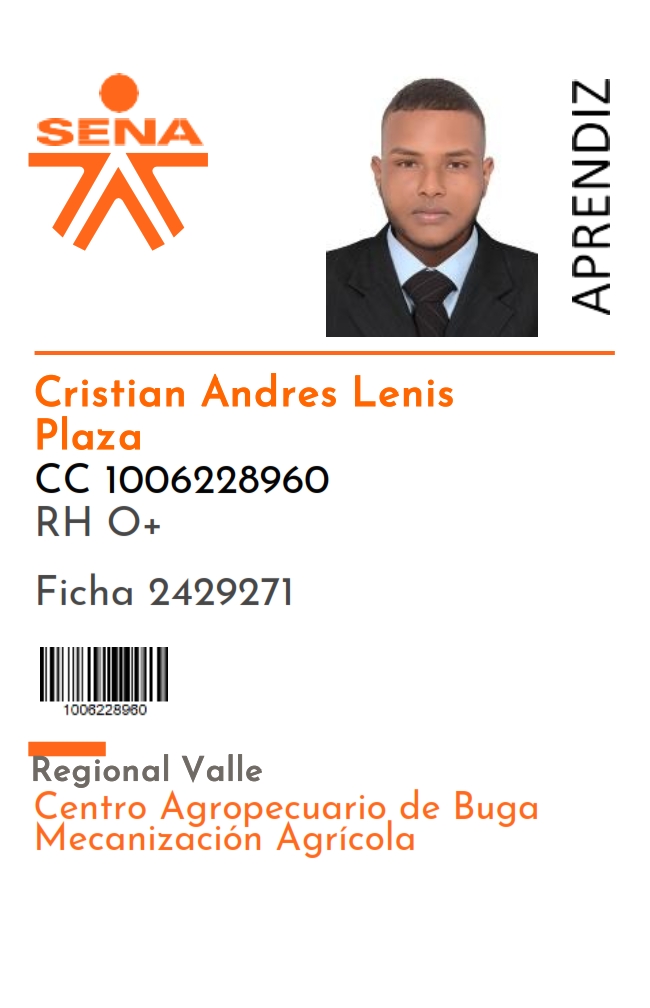 SENA
APRENDIZ
Cristian Andres Lenis
Plaza
CC 1006228960
RH O+
Ficha 2429271
1006228960
Regional Valle
Centro Agropecuario de Buga
Mecanización Agrícola